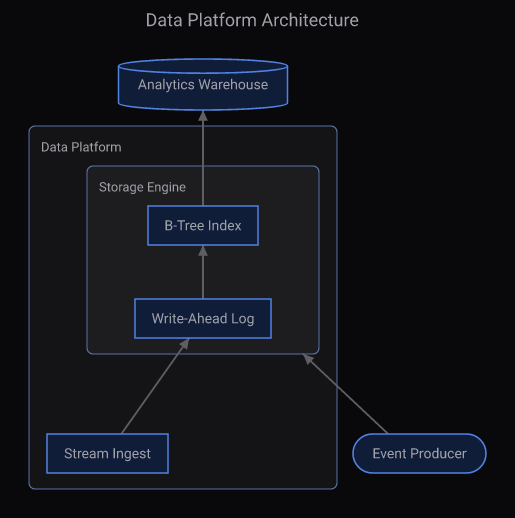 Data Platform Architecture
Analytics Warehouse
Data Platform
Storage Engine
B-Tree Index
Write-Ahead Log
Stream Ingest
Event Producer